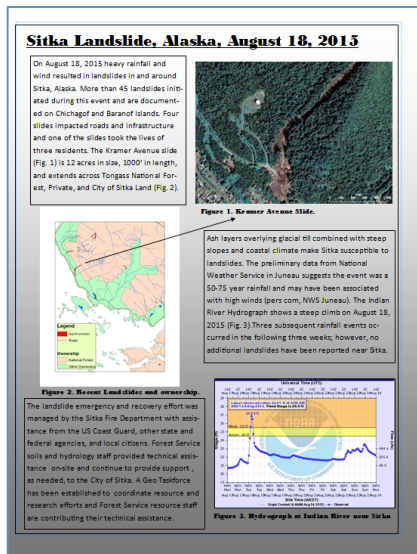 Sitka Landslide, Alaska, August 18, 2015
On August 18, 2015 heavy rainfall and
wind resulted in landslides in and around
Sitka, Alaska. More than 45 landslides initi-
ated during this event and are document-
ed on Chichagof and Baranof Islands. Four
slides impacted roads and infrastructure
and one of the slides took the lives of
three residents. The Kramer Avenue slide
(Fig. 1) is 12 acres in size, 1000' in length,
and extends across Tongass National For-
est, Private, and City of Sitka Land (Fig. 2).
Figure 1. Kramer Avenue Slide.
Ash layers overlying glacial till combined with steep
slopes and coastal climate make Sitka susceptible to
landslides. The preliminary data from National
Weather Service in Juneau suggests the event was a
50-75 year rainfall and may have been associated
with high winds (pers com, NWS Juneau). The Indian
River Hydrograph shows a steep climb on August 18,
2015 (Fig. 3).Three subsequent rainfall events oc-
curred in the following three weeks; however, no
additional landslides have been reported near Sitka.
Legend
Road
Ownership
National Forest
Other Ownership
Figure 2. Recent Landslides and ownership.
The landslide emergency and recovery effort was
managed by the Sitka Fire Department with assis-
tance from the US Coast Guard, other state and
federal agencies, and local citizens. Forest Service
soils and hydrology staff provided technical assis-
tance on-site and continue to provide support ,
as needed, to the City of Sitka. A Geo Taskforce
has been established to coordinate resource and
research efforts and Forest Service resource staff
are contributing their technical assistance.
Universal Time (UTC)
Site Time (AKDT)
Figure 3. Hydrograph at Indian River near Sitka